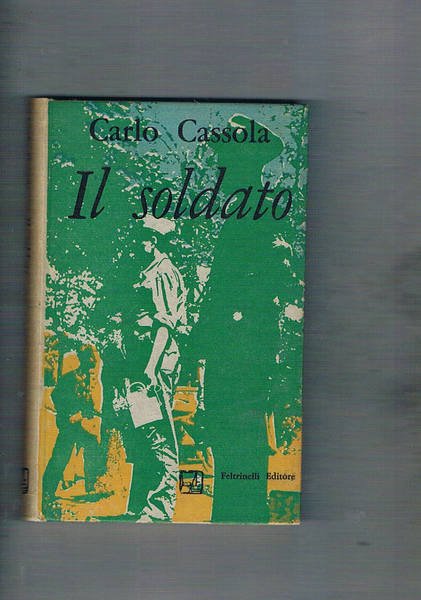 Carlo Cassola
Il soldato
Feltrinelli Editore